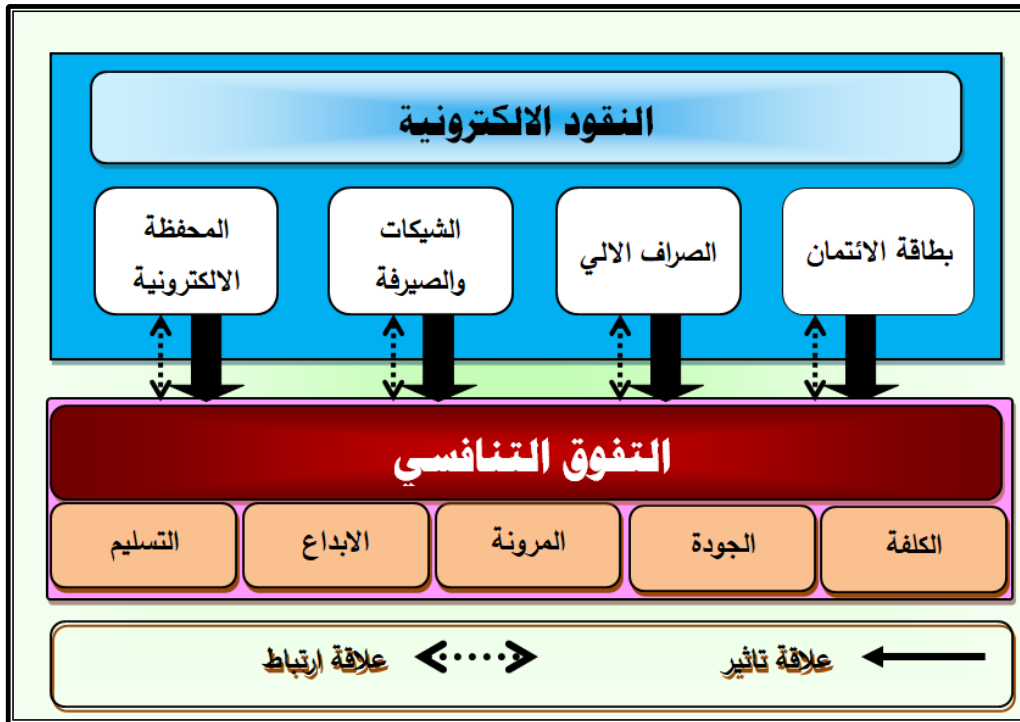 النقود الالكترونية
بطاقة الائتمان
الصراف الالي
الشيكات
والصيرفة
المحفظة
الالكترونية
التفوق التنافسي
الكلفة
الجودة
المرونة
الابداع
التسليم
علاقة تاثير
علاقة ارتباط